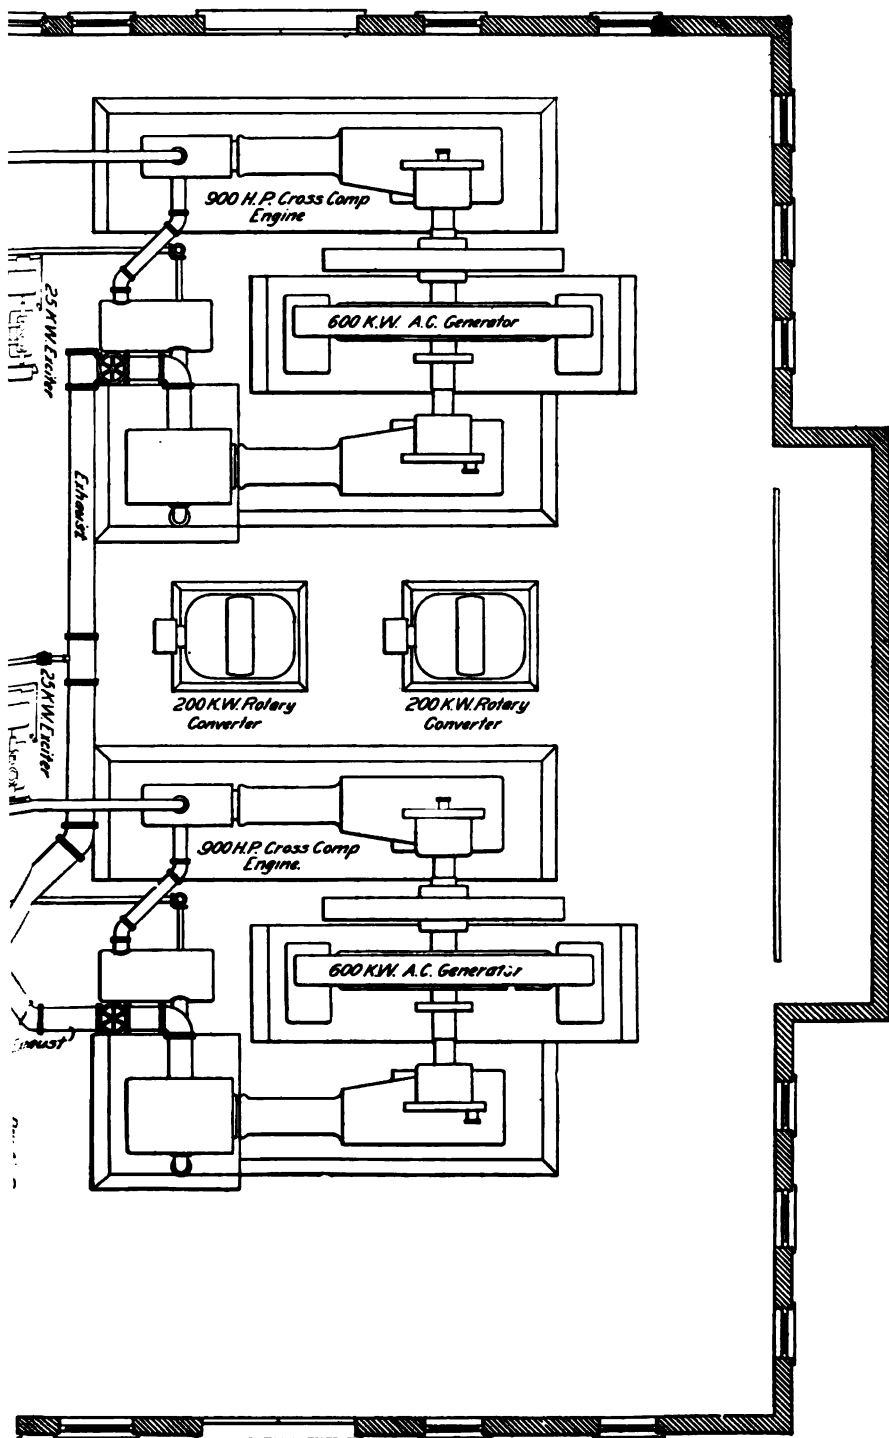 900 H.P. Cross Comp
Engine
25 K.W. Exciter
600 K.W. A.C. Generator
Exhaust
200 K.W. Rotary
Converter
200 K.W. Rotary
Converter
25 K.W. Exciter
900 H.P. Cross Comp
Engine.
600 K.W. A.C. Generator